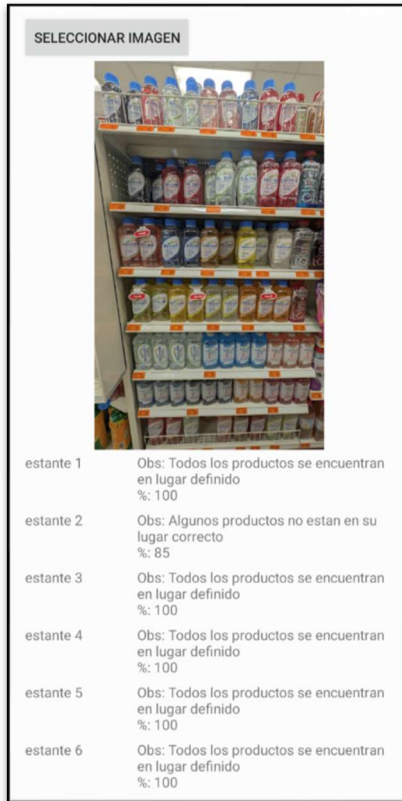 SELECCIONAR IMAGEN
estante 1
Obs: Todos los productos se encuentran
en lugar definido
%: 100
estante 2
Obs: Algunos productos no estan en su
lugar correcto
%: 85
estante 3
Obs: Todos los productos se encuentran
en lugar definido
%: 100
estante 4
Obs: Todos los productos se encuentran
en lugar definido
%: 100
estante 5
Obs: Todos los productos se encuentran
en lugar definido
%: 100
estante 6
Obs: Todos los productos se encuentran
en lugar definido
%: 100